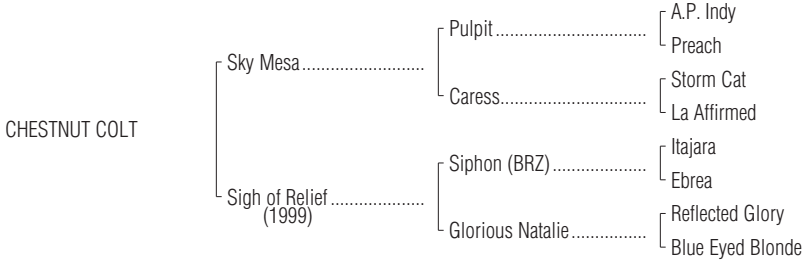 A.P. Indy
Pulpit
Preach
Sky Mesa
Storm Cat
Caress
La Affirmed
CHESTNUT COLT
Itajara
Siphon (BRZ)
Ebrea
Sigh of Relief
(1999)
Reflected Glory
Glorious Natalie
Blue Eyed Blonde